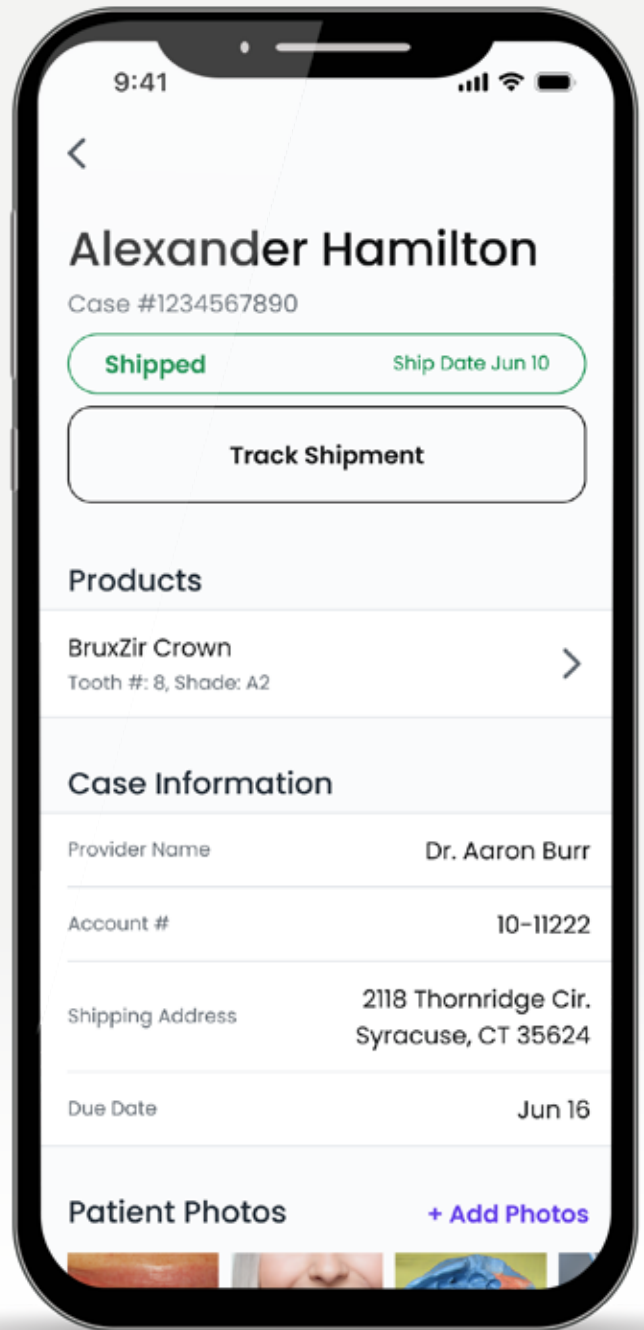 9:41
Alexander Hamilton
Case #1234567890
Shipped Ship Date Jun 10
Track Shipment
Products
BruxZir Crown
Tooth #: 8, Shade: A2
Case Information
Provider Name Dr. Aaron Burr
Account # 10-11222
Shipping Address 2118 Thornridge Cir.
Syracuse, CT 35624
Due Date Jun 16
Patient Photos + Add Photos